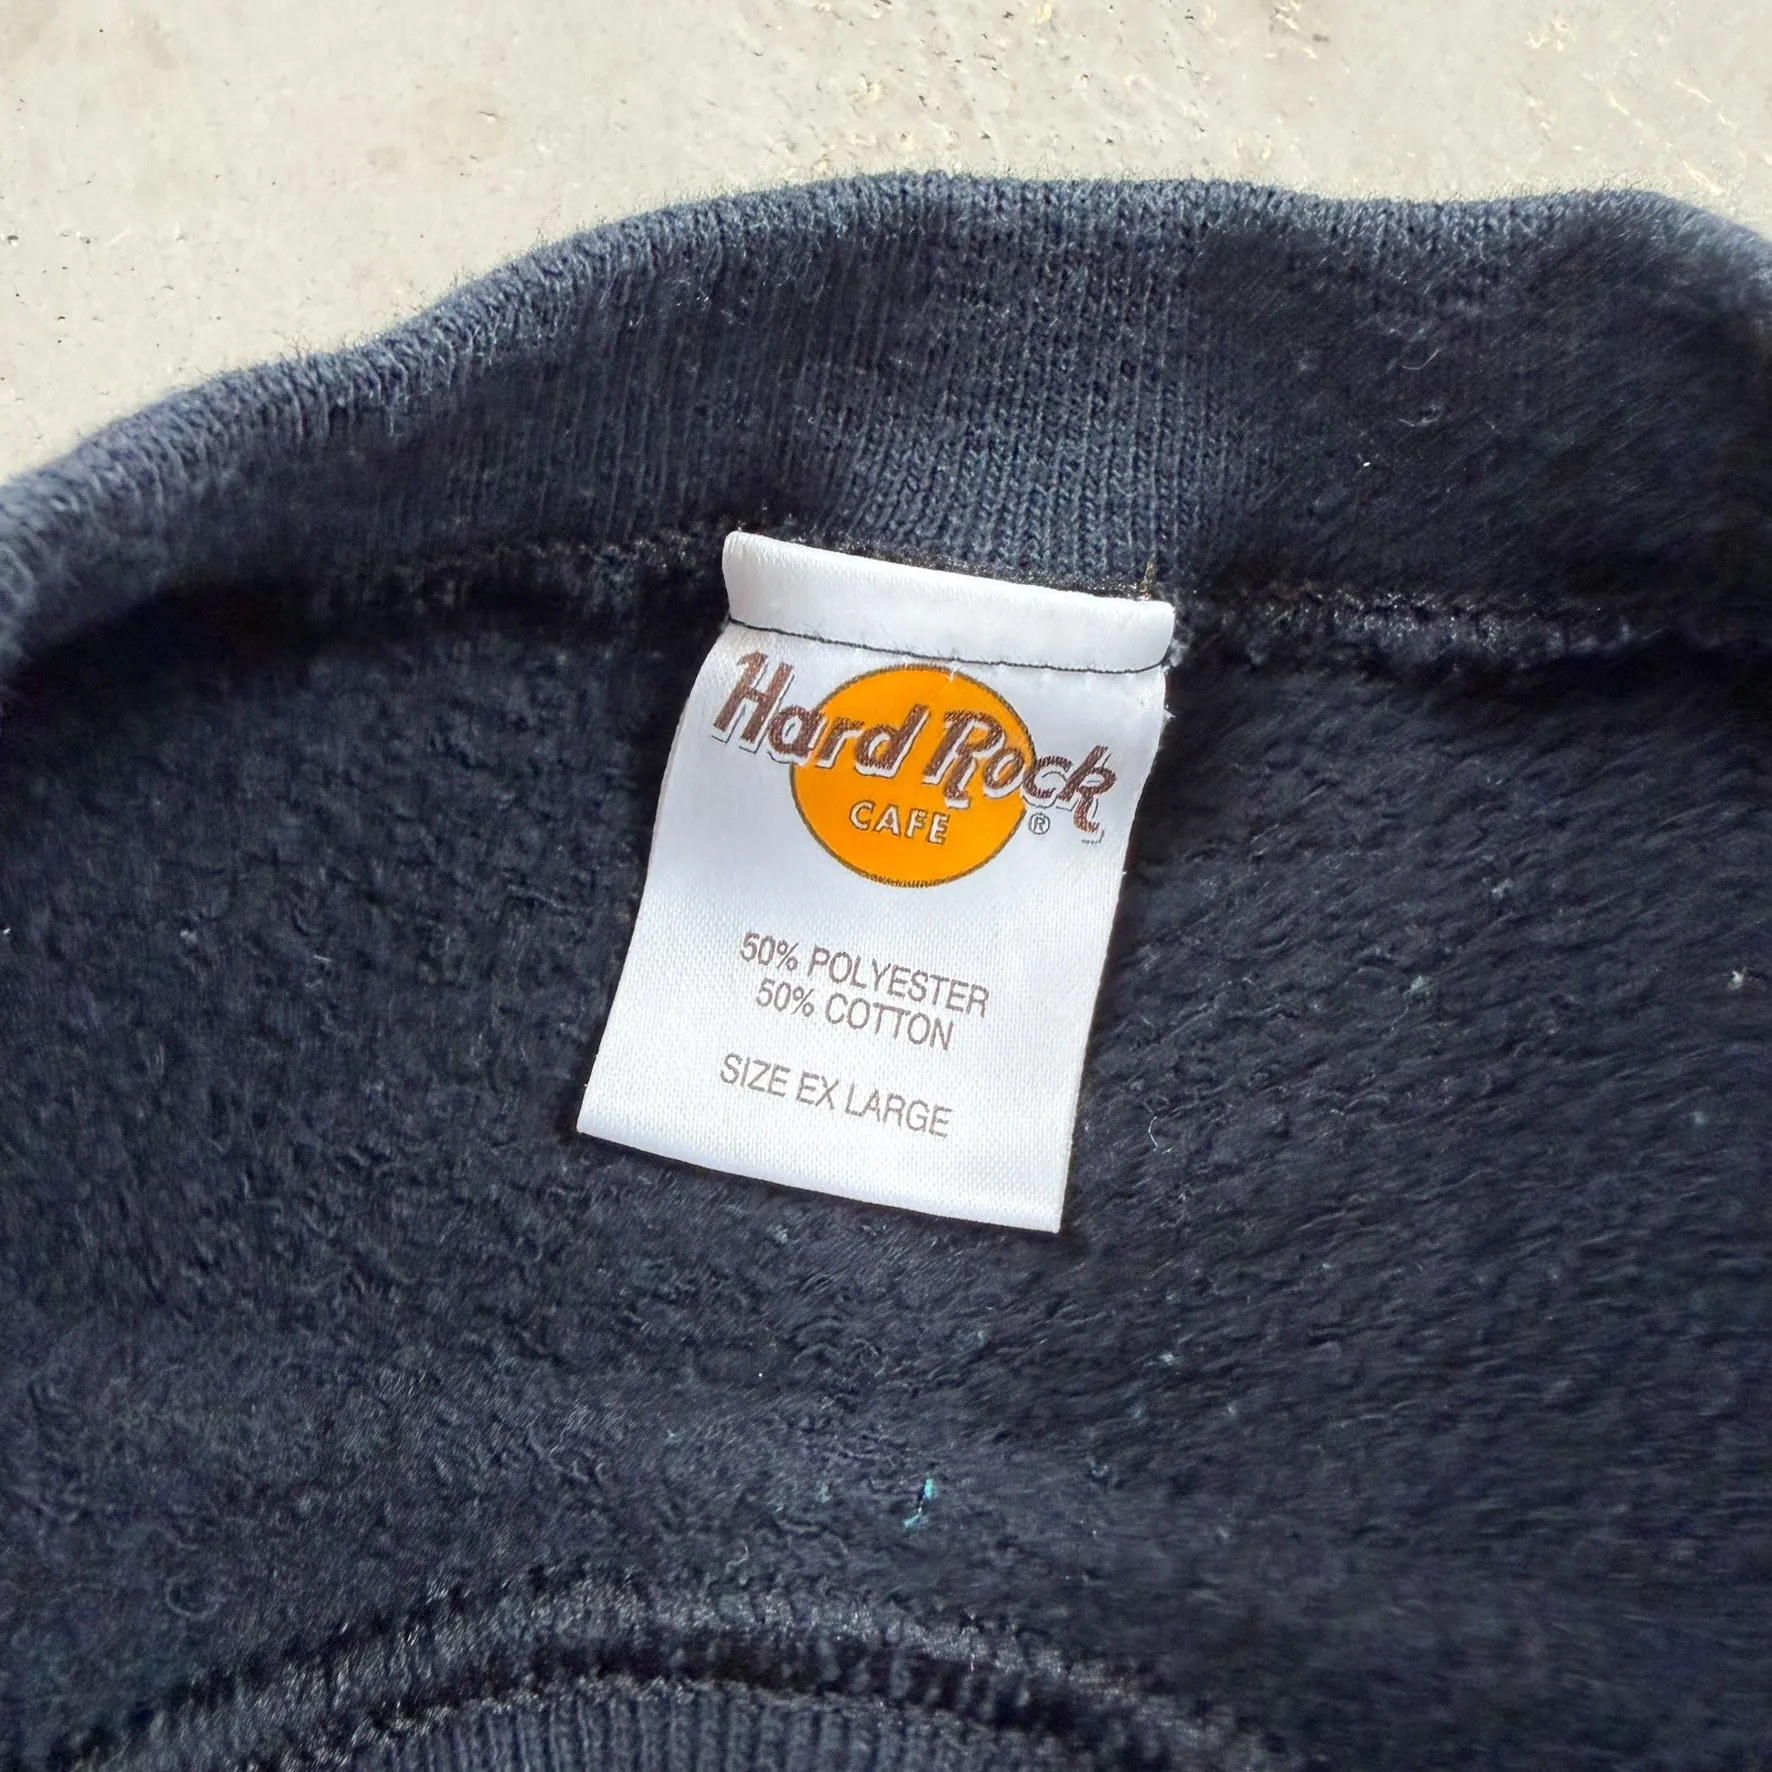 Hard Rock
CAFE
®
50% POLYESTER
50% COTTON
SIZE EX LARGE